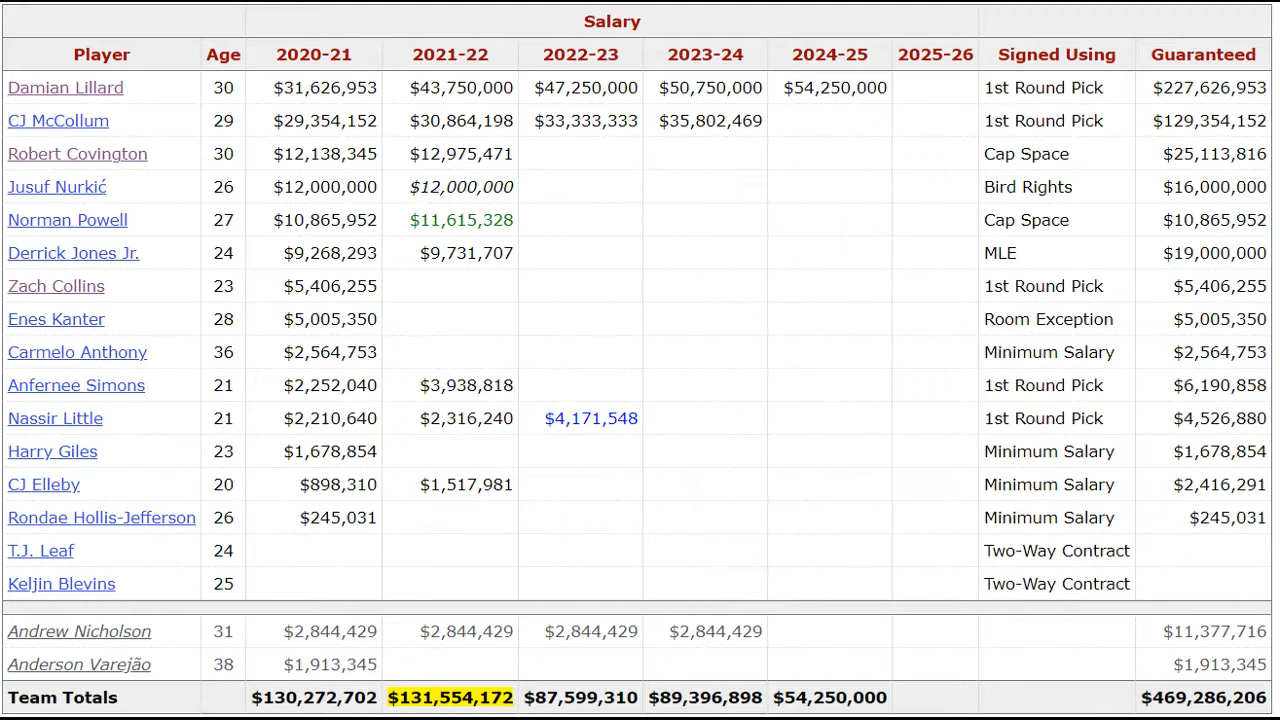 Salary
Player Age 2020-21 2021-22 2022-23 2023-24 2024-25 2025-26 Signed Using Guaranteed
Damian Lillard 30 $31,626,953 $43,750,000 $47,250,000 $50,750,000 $54,250,000 1st Round Pick $227,626,953
CJ McCollum 29 $29,354,152 $30,864,198 $33,333,333 $35,802,469 1st Round Pick $129,354,152
Robert Covington 30 $12,138,345 $12,975,471 Cap Space $25,113,816
Jusuf Nurkić 26 $12,000,000 $12,000,000 Bird Rights $16,000,000
Norman Powell 27 $10,865,952 $11,615,328 Cap Space $10,865,952
Derrick Jones Jr. 24 $9,268,293 $9,731,707 MLE $19,000,000
Zach Collins 23 $5,406,255 1st Round Pick $5,406,255
Enes Kanter 28 $5,005,350 Room Exception $5,005,350
Carmelo Anthony 36 $2,564,753 Minimum Salary $2,564,753
Anfernee Simons 21 $2,252,040 $3,938,818 1st Round Pick $6,190,858
Nassir Little 21 $2,210,640 $2,316,240 $4,171,548 1st Round Pick $4,526,880
Harry Giles 23 $1,678,854 Minimum Salary $1,678,854
CJ Elleby 20 $898,310 $1,517,981 Minimum Salary $2,416,291
Rondae Hollis-Jefferson 26 $245,031 Minimum Salary $245,031
T.J. Leaf 24 Two-Way Contract
Keljin Blevins 25 Two-Way Contract
Andrew Nicholson 31 $2,844,429 $2,844,429 $2,844,429 $2,844,429 $11,377,716
Anderson Varejão 38 $1,913,345 $1,913,345
Team Totals $130,272,702 $131,554,172 $87,599,310 $89,396,898 $54,250,000 $469,286,206